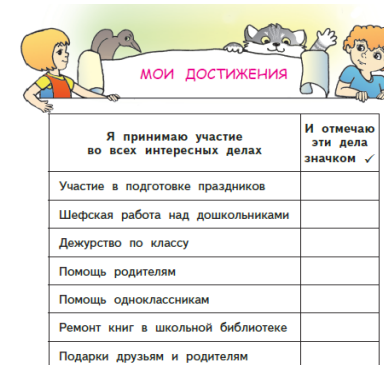 МОИ ДОСТИЖЕНИЯ
Я принимаю участие
во всех интересных делах
И отмечаю
эти дела
значком ✓
Участие в подготовке праздников
Шефская работа над дошкольниками
Дежурство по классу
Помощь родителям
Помощь одноклассникам
Ремонт книг в школьной библиотеке
Подарки друзьям и родителям